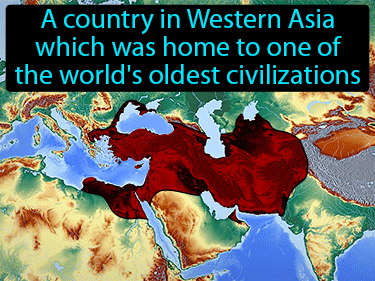 A country in Western Asia
which was home to one of
the world's oldest civilizations